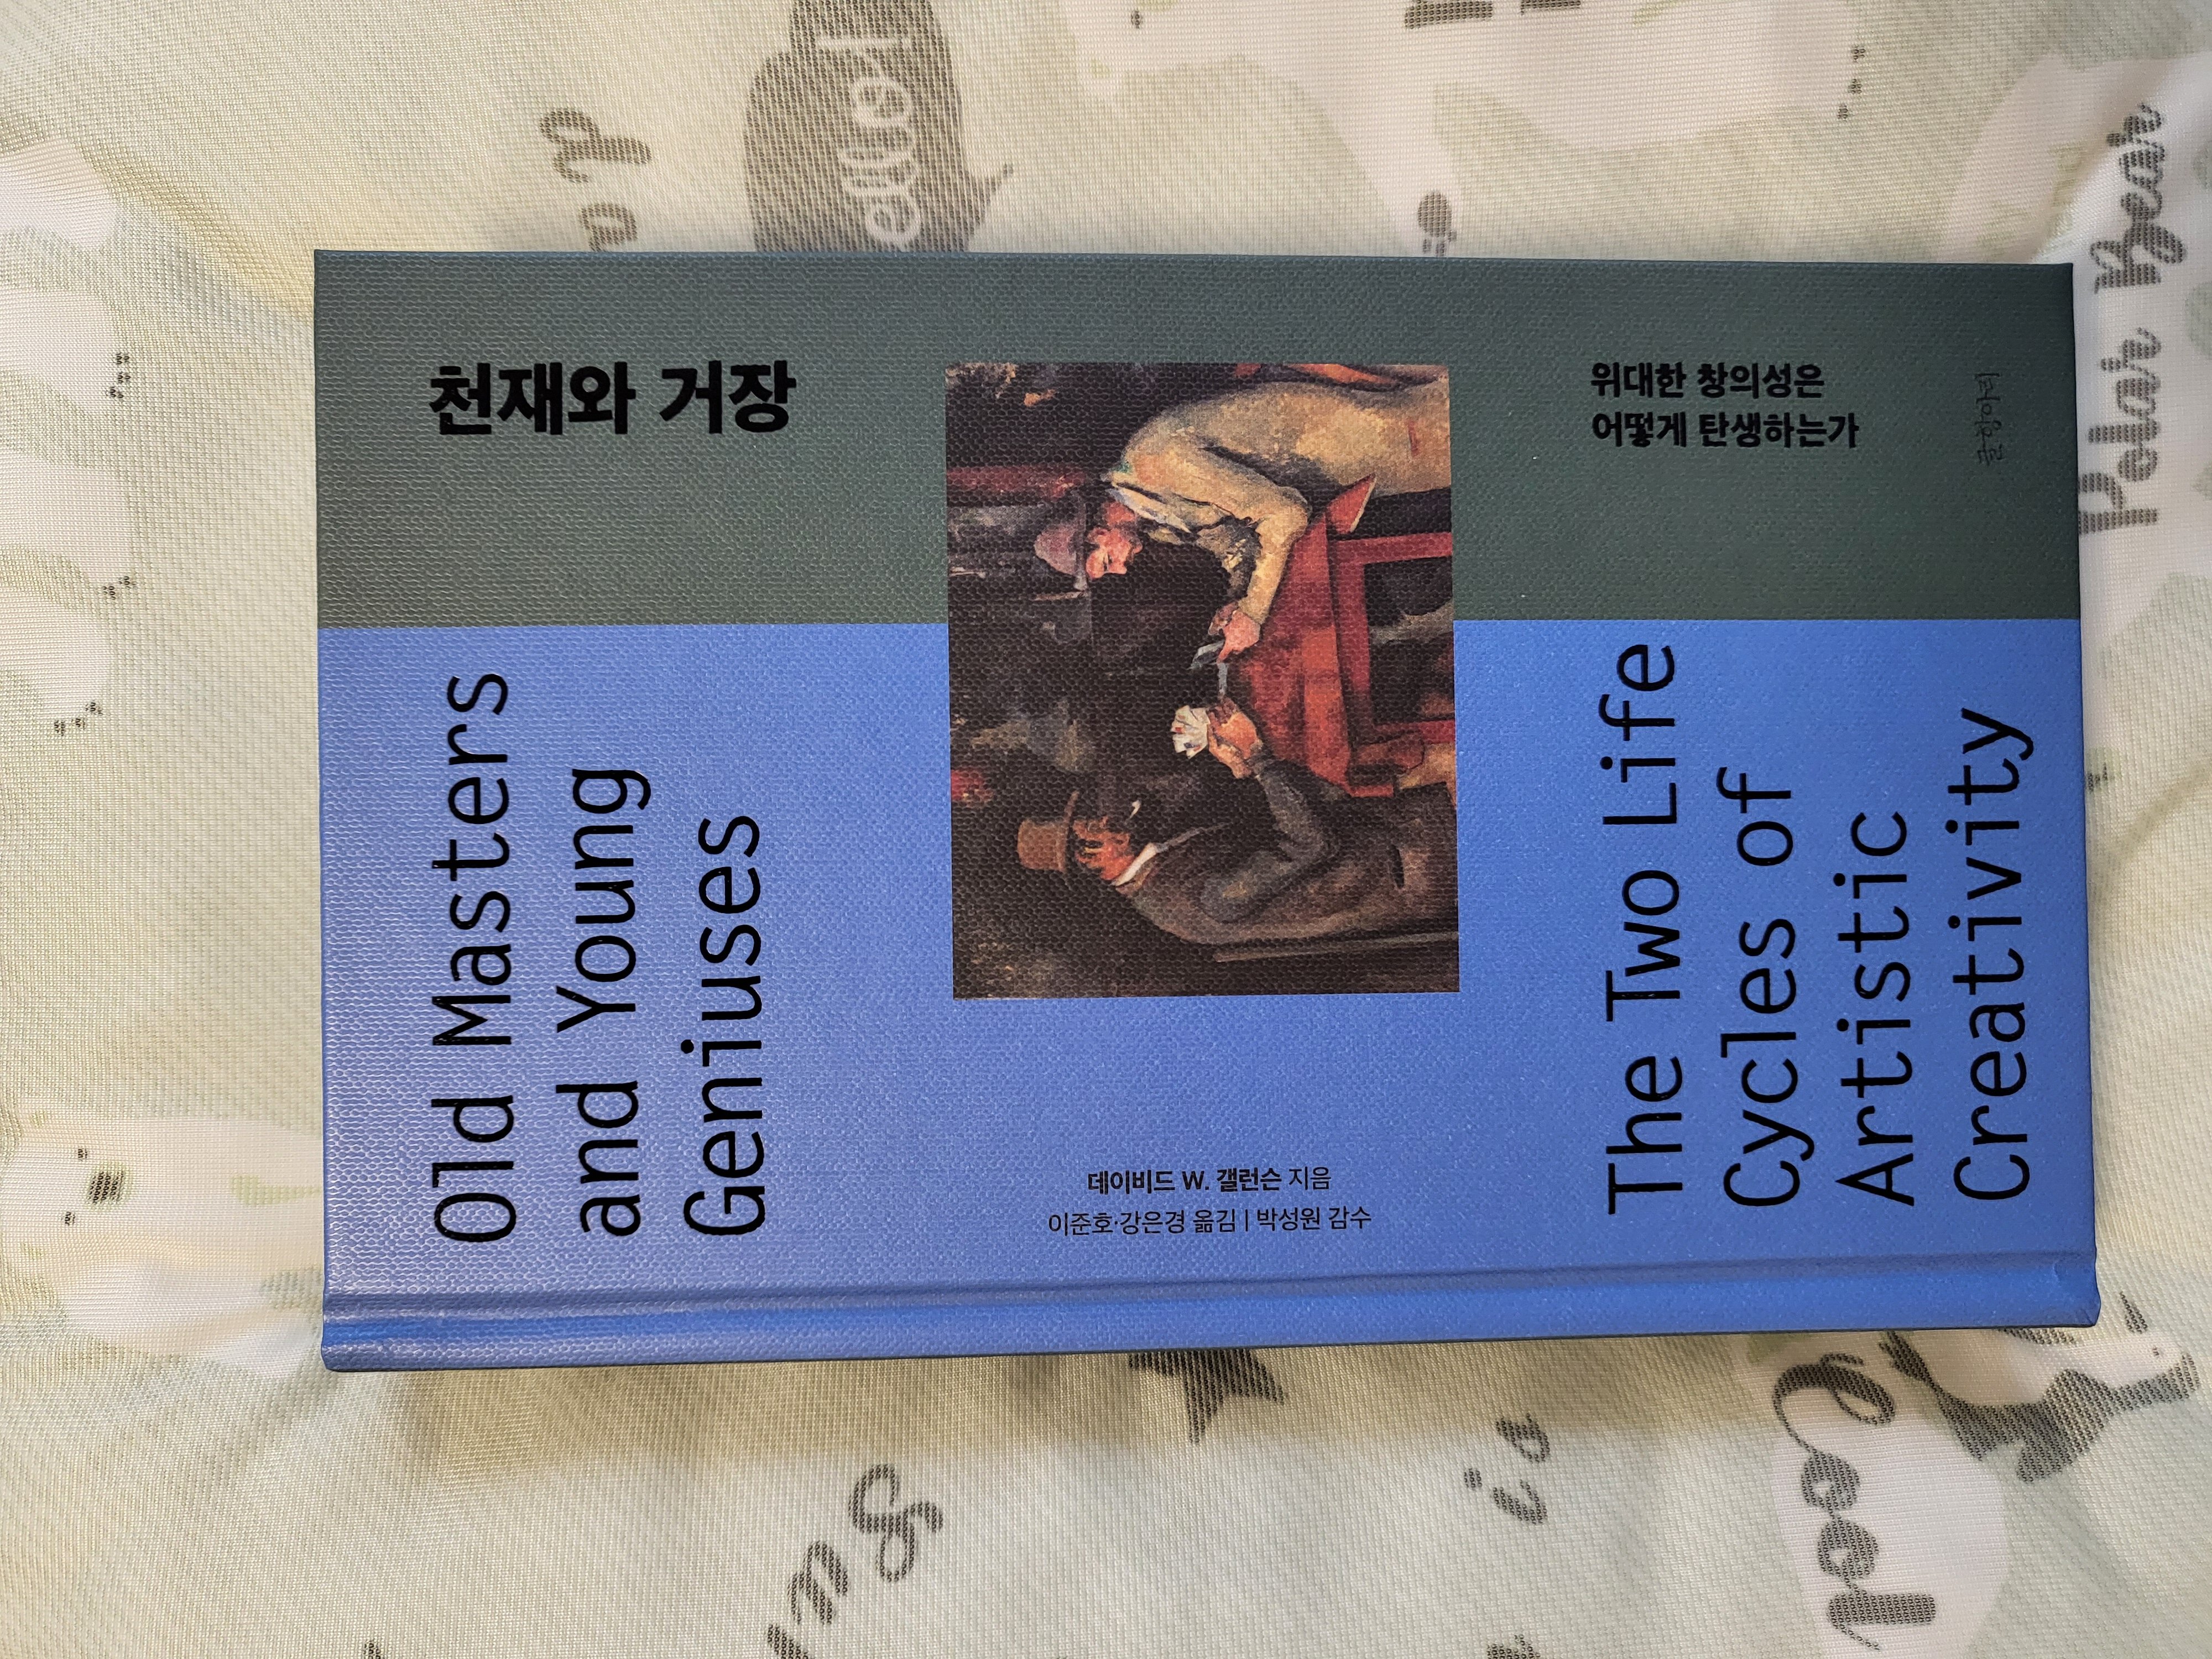 Old Masters
and Young
Geniuses
천재와 거장
데이비드 W. 갤런슨 지음
이준호·강은경 옮김 | 박성원 감수
The Two Life
Cycles of
Artistic
Creativity
위대한 창의성은
어떻게 탄생하는가
글항아리
ello!
Polar Bear